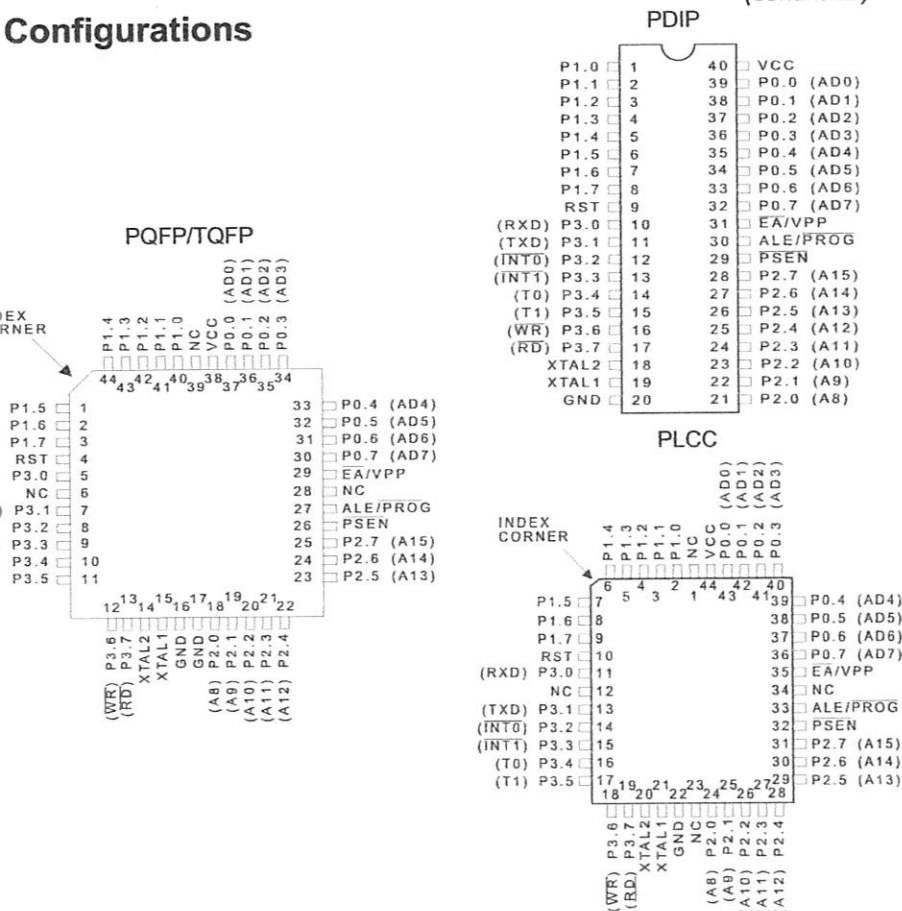 Configurations
PDIP
P1.0 1 40 VCC
P1.1 2 39 P0.0 (AD0)
P1.2 3 38 P0.1 (AD1)
P1.3 4 37 P0.2 (AD2)
P1.4 5 36 P0.3 (AD3)
P1.5 6 35 P0.4 (AD4)
P1.6 7 34 P0.5 (AD5)
P1.7 8 33 P0.6 (AD6)
RST 9 32 P0.7 (AD7)
(RXD) P3.0 10 31 EA/VPP
(TXD) P3.1 11 30 ALE/PROG
(INT0) P3.2 12 29 PSEN
(INT1) P3.3 13 28 P2.7 (A15)
(T0) P3.4 14 27 P2.6 (A14)
(T1) P3.5 15 26 P2.5 (A13)
(WR) P3.6 16 25 P2.4 (A12)
(RD) P3.7 17 24 P2.3 (A11)
XTAL2 18 23 P2.2 (A10)
XTAL1 19 22 P2.1 (A9)
GND 20 21 P2.0 (A8)
PQFP/TQFP
P1.4
P1.3
P1.2
P1.1
P1.0
NC
VCC
P0.0 (AD0)
P0.1 (AD1)
P0.2 (AD2)
P0.3 (AD3)
44 43 42 41 40 39 38 37 36 35 34
P1.5 1 33 P0.4 (AD4)
P1.6 2 32 P0.5 (AD5)
P1.7 3 31 P0.6 (AD6)
RST 4 30 P0.7 (AD7)
P3.0 5 29 EA/VPP
NC 6 28 NC
P3.1 7 27 ALE/PROG
P3.2 8 26 PSEN
P3.3 9 25 P2.7 (A15)
P3.4 10 24 P2.6 (A14)
P3.5 11 23 P2.5 (A13)
12 13 14 15 16 17 18 19 20 21 22
(WR) P3.6
(RD) P3.7
XTAL2
XTAL1
GND
GND
(A8) P2.0
(A9) P2.1
(A10) P2.2
(A11) P2.3
(A12) P2.4
PLCC
INDEX
CORNER
P1.4
P1.3
P1.2
P1.1
P1.0
NC
VCC
P0.0 (AD0)
P0.1 (AD1)
P0.2 (AD2)
P0.3 (AD3)
6 5 4 3 2 1 44 43 42 41 40
P1.5 7 39 P0.4 (AD4)
P1.6 8 38 P0.5 (AD5)
P1.7 9 37 P0.6 (AD6)
RST 10 36 P0.7 (AD7)
(RXD) P3.0 11 35 EA/VPP
NC 12 34 NC
(TXD) P3.1 13 33 ALE/PROG
(INT0) P3.2 14 32 PSEN
(INT1) P3.3 15 31 P2.7 (A15)
(T0) P3.4 16 30 P2.6 (A14)
(T1) P3.5 17 29 P2.5 (A13)
18 19 20 21 22 23 24 25 26 27 28
(WR) P3.6
(RD) P3.7
XTAL2
XTAL1
GND
NC
(A8) P2.0
(A9) P2.1
(A10) P2.2
(A11) P2.3
(A12) P2.4